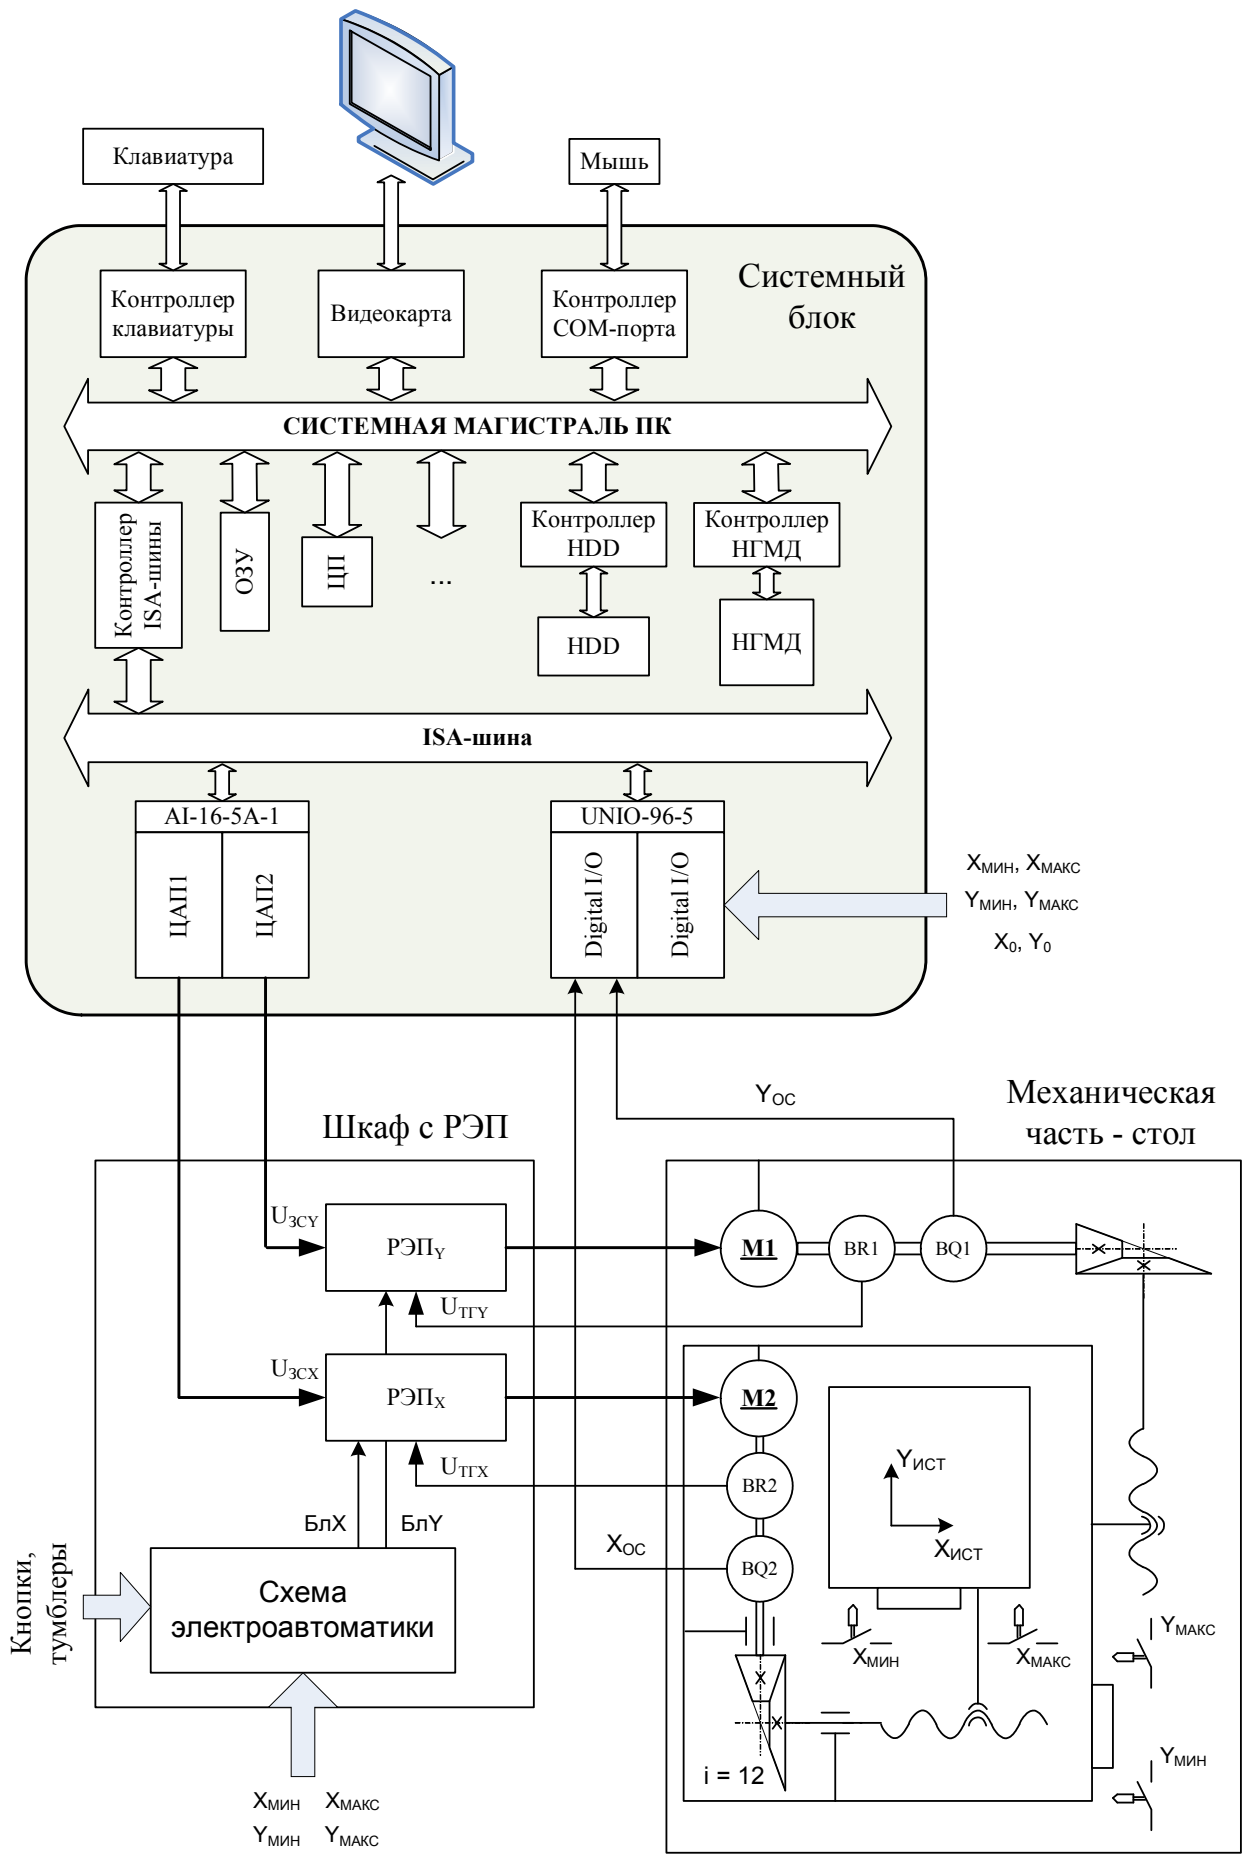 Клавиатура
Мышь
Системный
блок
Контроллер
клавиатуры
Видеокарта
Контроллер
COM-порта
СИСТЕМНАЯ МАГИСТРАЛЬ ПК
Контроллер
ISA-шины
ОЗУ
ЦП
...
Контроллер
HDD
Контроллер
НГМД
HDD
НГМД
ISA-шина
AI-16-5A-1
ЦАП1
ЦАП2
UNIO-96-5
Digital I/O
Digital I/O
XМИН, XМАКС
YМИН, YМАКС
X0, Y0
YОС
Механическая
часть - стол
Шкаф с РЭП
UЗСY
РЭПY
M1
BR1
BQ1
UТГY
UЗСX
РЭПX
M2
UТГX
BR2
YИСТ
XИСТ
БлX
БлY
XОС
BQ2
Кнопки,
тумблеры
Схема
электроавтоматики
XМИН
XМАКС
YМАКС
YМИН
i = 12
XМИН XМАКС
YМИН YМАКС